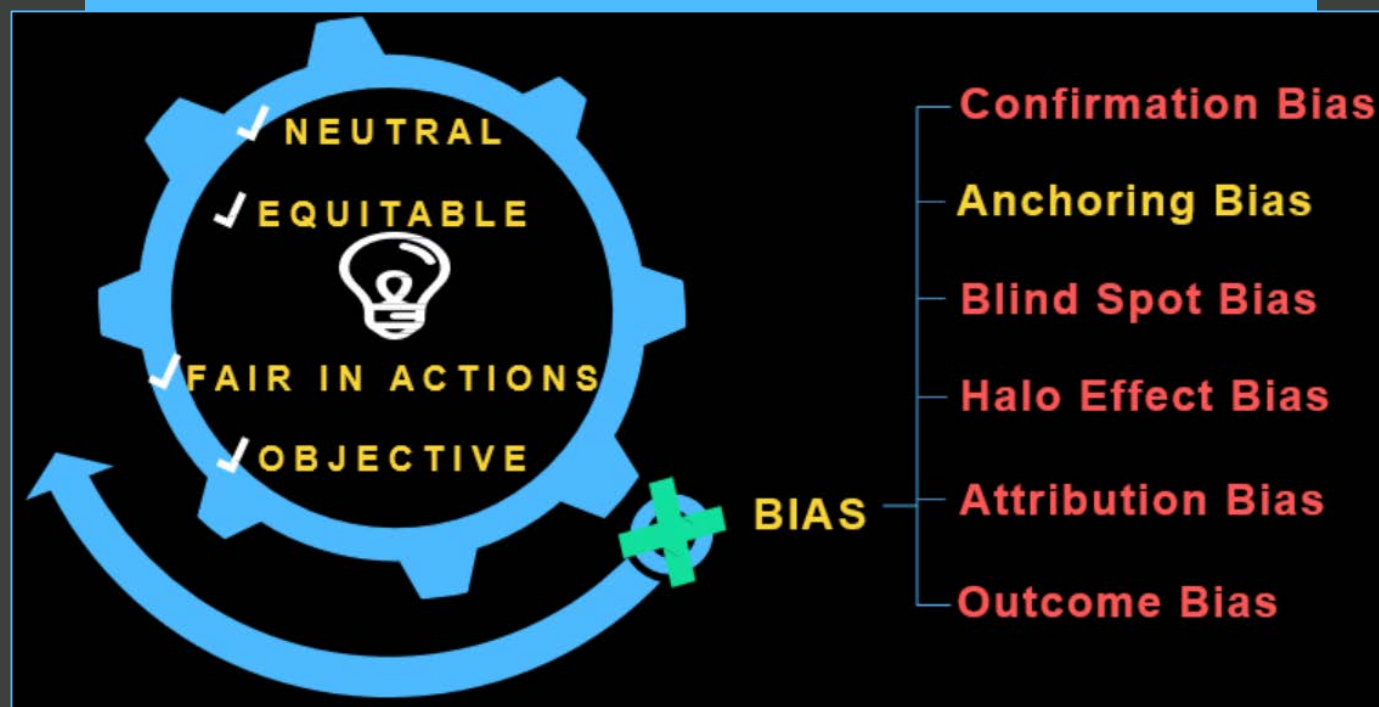 NEUTRAL
EQUITABLE
FAIR IN ACTIONS
OBJECTIVE
BIAS
Confirmation Bias
Anchoring Bias
Blind Spot Bias
Halo Effect Bias
Attribution Bias
Outcome Bias